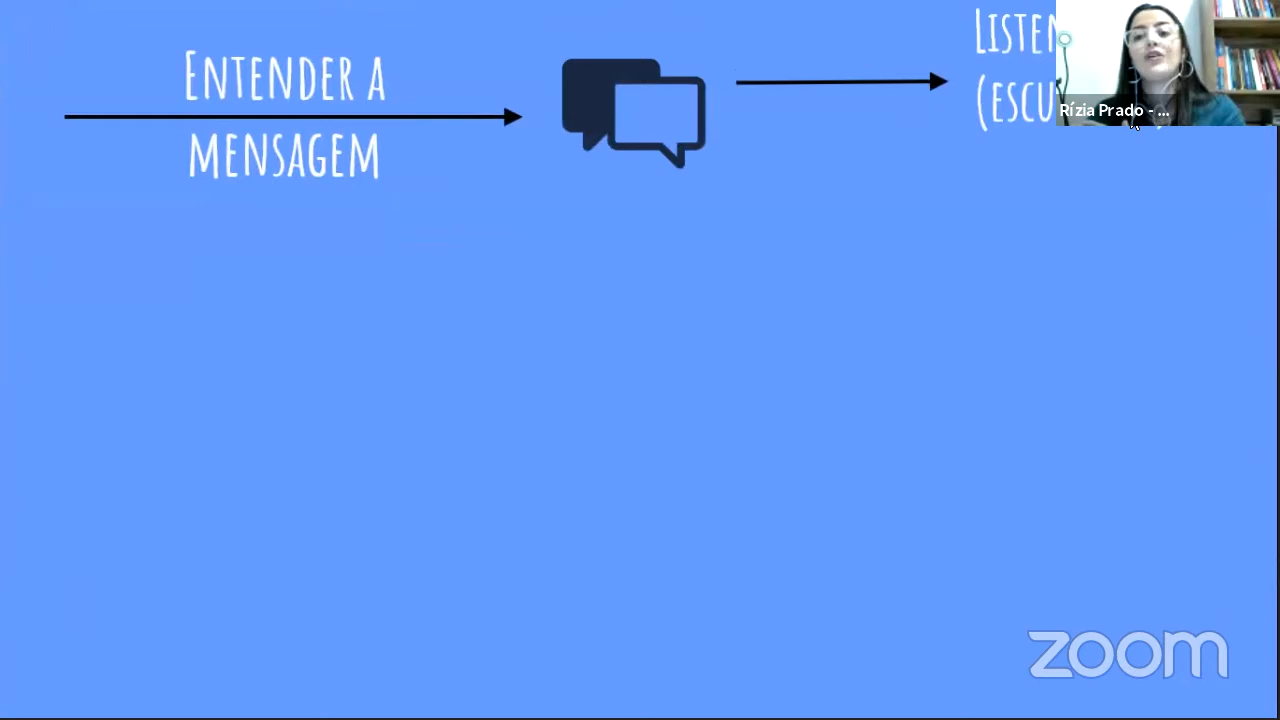 Entender a
mensagem
Rízia Prado - ...
zoom